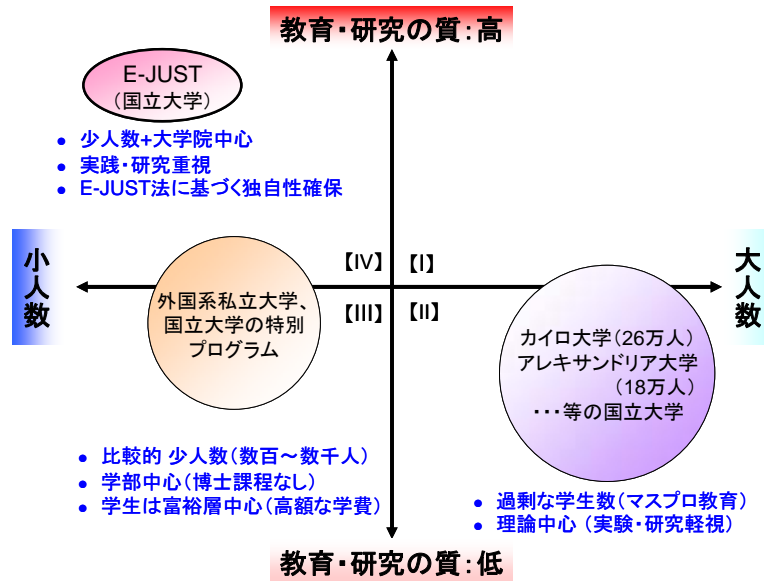 教育・研究の質：高
E-JUST
（国立大学）
● 少人数+大学院中心
● 実践・研究重視
● E-JUST法に基づく独自性確保
小人数
【IV】
【I】
大人数
【III】
【II】
外国系私立大学、
国立大学の特別
プログラム
カイロ大学（26万人）
アレキサンドリア大学
（18万人）
・・・等の国立大学
● 比較的 少人数（数百～数千人）
● 学部中心（博士課程なし）
● 学生は富裕層中心（高額な学費）
● 過剰な学生数（マスプロ教育）
● 理論中心 （実験・研究軽視）
教育・研究の質：低